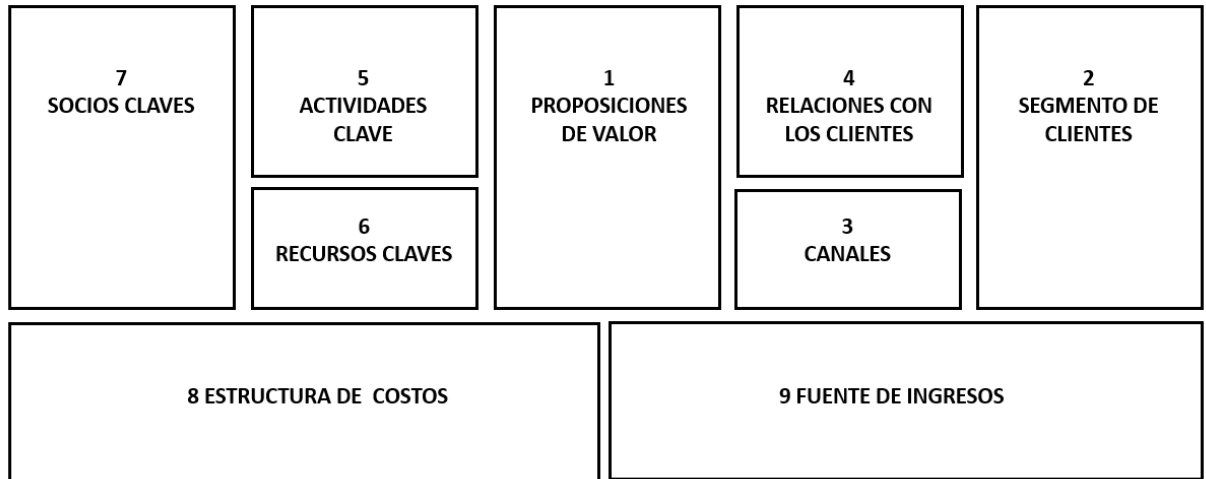 7
SOCIOS CLAVES
5
ACTIVIDADES
CLAVE
6
RECURSOS CLAVES
1
PROPOSICIONES
DE VALOR
4
RELACIONES CON
LOS CLIENTES
3
CANALES
2
SEGMENTO DE
CLIENTES
8 ESTRUCTURA DE  COSTOS
9 FUENTE DE INGRESOS